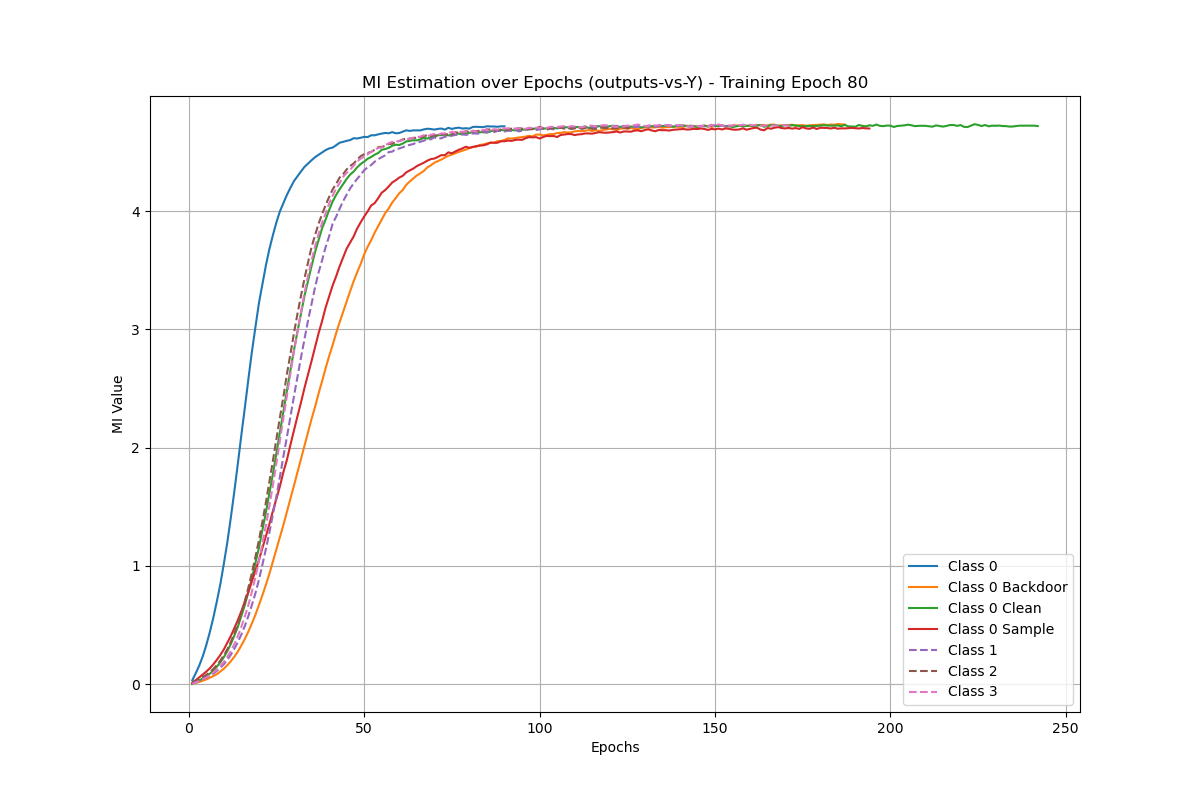 MI Estimation over Epochs (outputs-vs-Y) - Training Epoch 80
MI Value
4
3
2
1
0
0 50 100 150 200 250
Epochs
Class 0
Class 0 Backdoor
Class 0 Clean
Class 0 Sample
Class 1
Class 2
Class 3